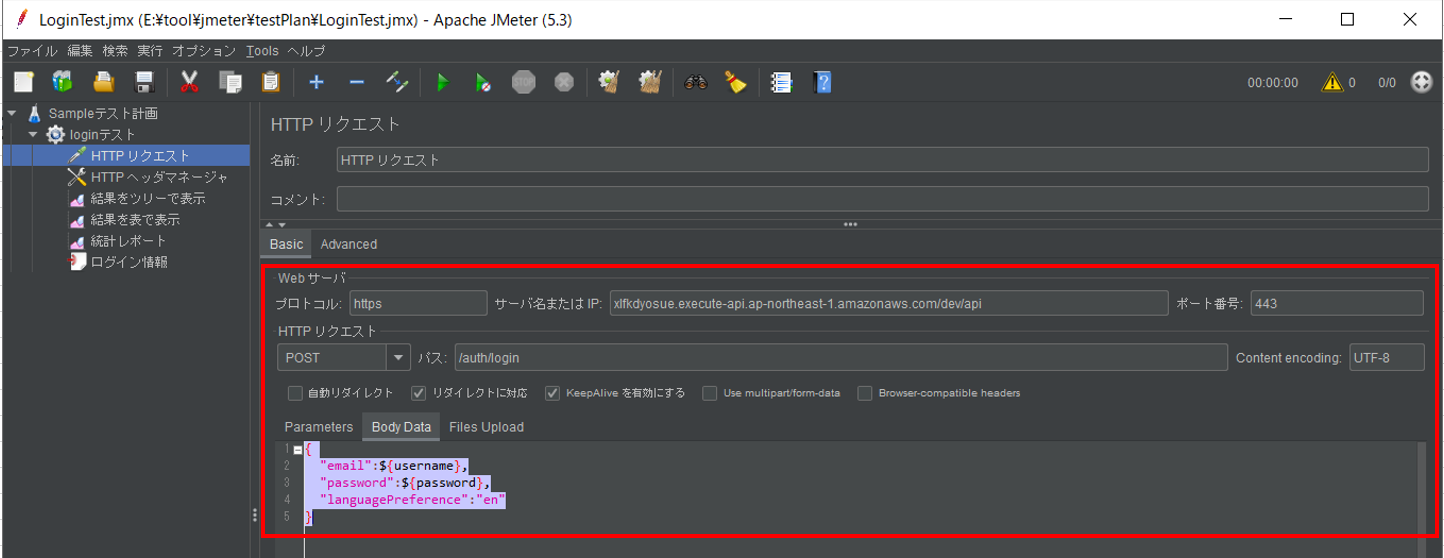 LoginTest.jmx (E:¥tool¥jmeter¥testPlan¥LoginTest.jmx) - Apache JMeter (5.3)
ファイル 編集 検索 実行 オプション Tools ヘルプ
STOP
00:00:00 0 0/0
Sampleテスト計画
loginテスト
HTTP リクエスト
HTTP ヘッダマネージャ
結果をツリーで表示
結果を表で表示
統計レポート
ログイン情報
HTTP リクエスト
名前: HTTP リクエスト
コメント:
Basic Advanced
Web サーバ
プロトコル: https サーバ名または IP: xlfkdyosue.execute-api.ap-northeast-1.amazonaws.com/dev/api ポート番号: 443
HTTP リクエスト
POST パス: /auth/login Content encoding: UTF-8
自動リダイレクト リダイレクトに対応 KeepAlive を有効にする Use multipart/form-data Browser-compatible headers
Parameters Body Data Files Upload
1 {
2 "email":${username},
3 "password":${password},
4 "languagePreference":"en"
5 }